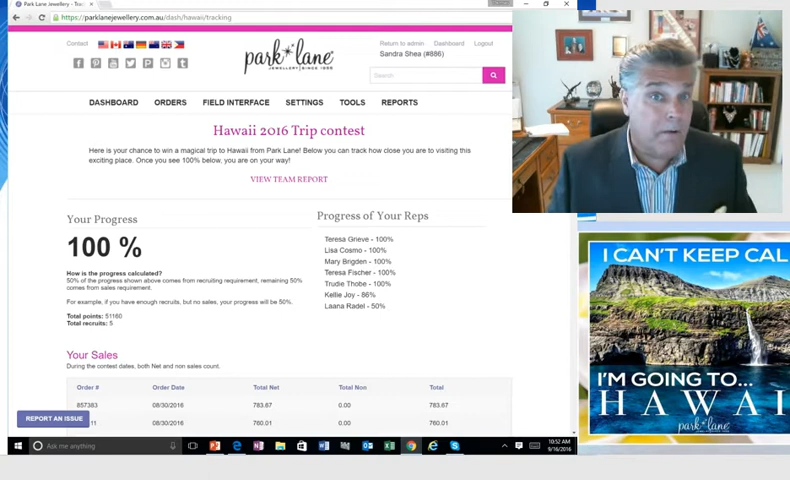 Park Lane Jewellery - Trac
https://parklanejewellery.com.au/dash/hawaii/tracking
Contact
park lane
JEWELLERY SINCE 1955
Return to admin Dashboard Logout
Sandra Shea (#886)
Search
DASHBOARD ORDERS FIELD INTERFACE SETTINGS TOOLS REPORTS
Hawaii 2016 Trip contest
Here is your chance to win a magical trip to Hawaii from Park Lane! Below you can track how close you are to visiting this
exciting place. Once you see 100% below, you are on your way!
VIEW TEAM REPORT
Your Progress
100 %
How is the progress calculated?
50% of the progress shown above comes from recruiting requirement, remaining 50%
comes from sales requirement.
For example, if you have enough recruits, but no sales, your progress will be 50%.
Total points: 51160
Total recruits: 5
Progress of Your Reps
Teresa Grieve - 100%
Lisa Cosmo - 100%
Mary Brigden - 100%
Teresa Fischer - 100%
Trudie Thobe - 100%
Kellie Joy - 86%
Laana Radel - 50%
Your Sales
During the contest dates, both Net and non sales count.
Order # Order Date Total Net Total Non Total
857383 08/30/2016 783.67 0.00 783.67
11 08/30/2016 760.01 0.00 760.01
REPORT AN ISSUE
Ask me anything
10:52 AM
9/16/2016
I CAN'T KEEP CAL
I'M GOING TO...
HAWAI
park lane